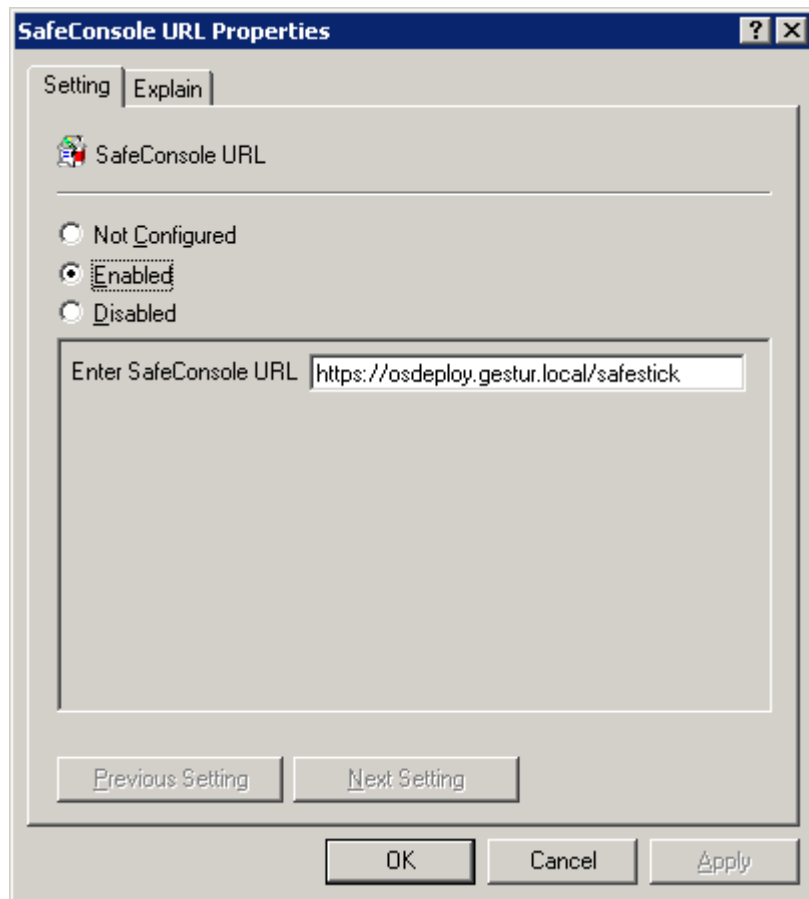 SafeConsole URL Properties
Setting
Explain
SafeConsole URL
Not Configured
Enabled
Disabled
Enter SafeConsole URL https://osdeploy.gestur.local/safestick
Previous Setting
Next Setting
OK
Cancel
Apply